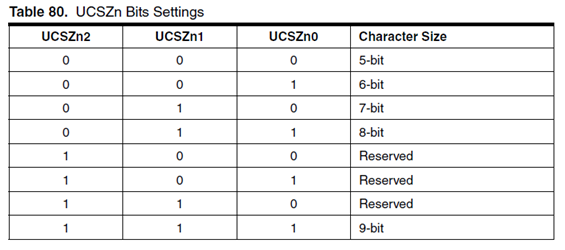 Table 80. UCSZn Bits Settings
UCSZn2 UCSZn1 UCSZn0 Character Size
0 0 0 5-bit
0 0 1 6-bit
0 1 0 7-bit
0 1 1 8-bit
1 0 0 Reserved
1 0 1 Reserved
1 1 0 Reserved
1 1 1 9-bit